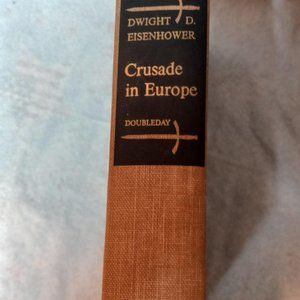 DWIGHT D.
EISENHOWER
Crusade
in Europe
DOUBLEDAY